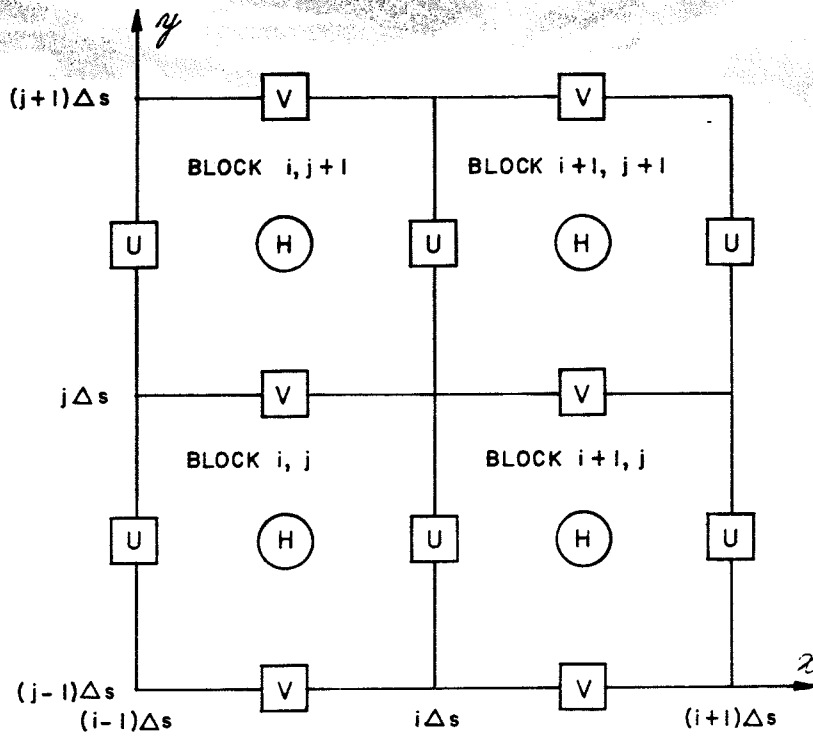 y
(j+1)Δs V V
BLOCK i, j+1 BLOCK i+1, j+1
U H U H U
jΔs V V
BLOCK i, j BLOCK i+1, j
U H U H U
(j-1)Δs V V x
(i-1)Δs iΔs (i+1)Δs